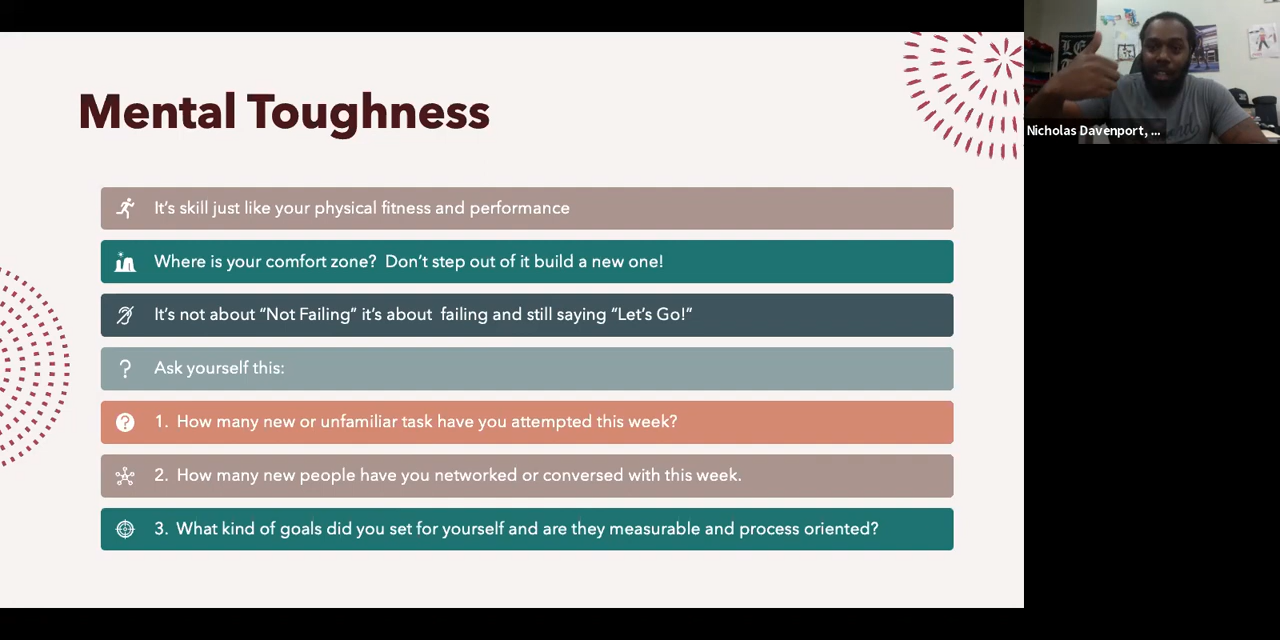 Mental Toughness
It's skill just like your physical fitness and performance
Where is your comfort zone?  Don't step out of it build a new one!
It's not about “Not Failing” it's about  failing and still saying “Let's Go!”
Ask yourself this:
1.  How many new or unfamiliar task have you attempted this week?
2.  How many new people have you networked or conversed with this week.
3.  What kind of goals did you set for yourself and are they measurable and process oriented?
Nicholas Davenport, ...